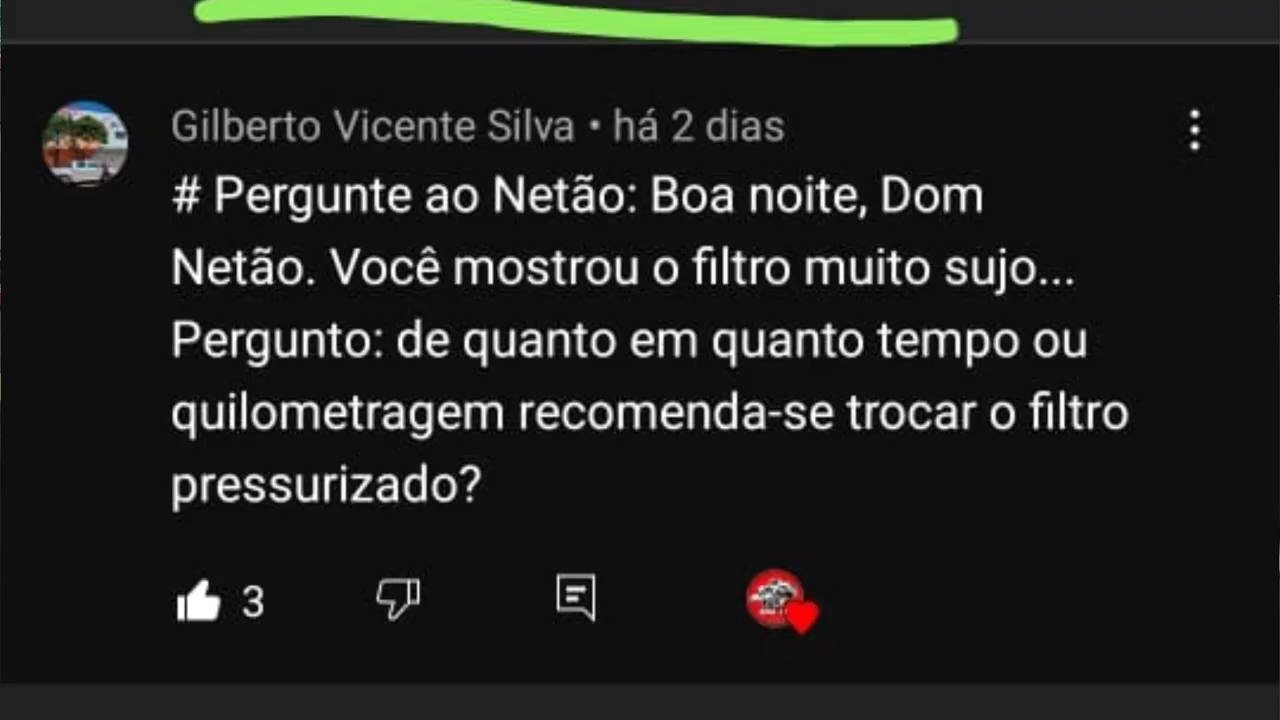 Gilberto Vicente Silva • há 2 dias
# Pergunte ao Netão: Boa noite, Dom
Netão. Você mostrou o filtro muito sujo...
Pergunto: de quanto em quanto tempo ou
quilometragem recomenda-se trocar o filtro
pressurizado?
3